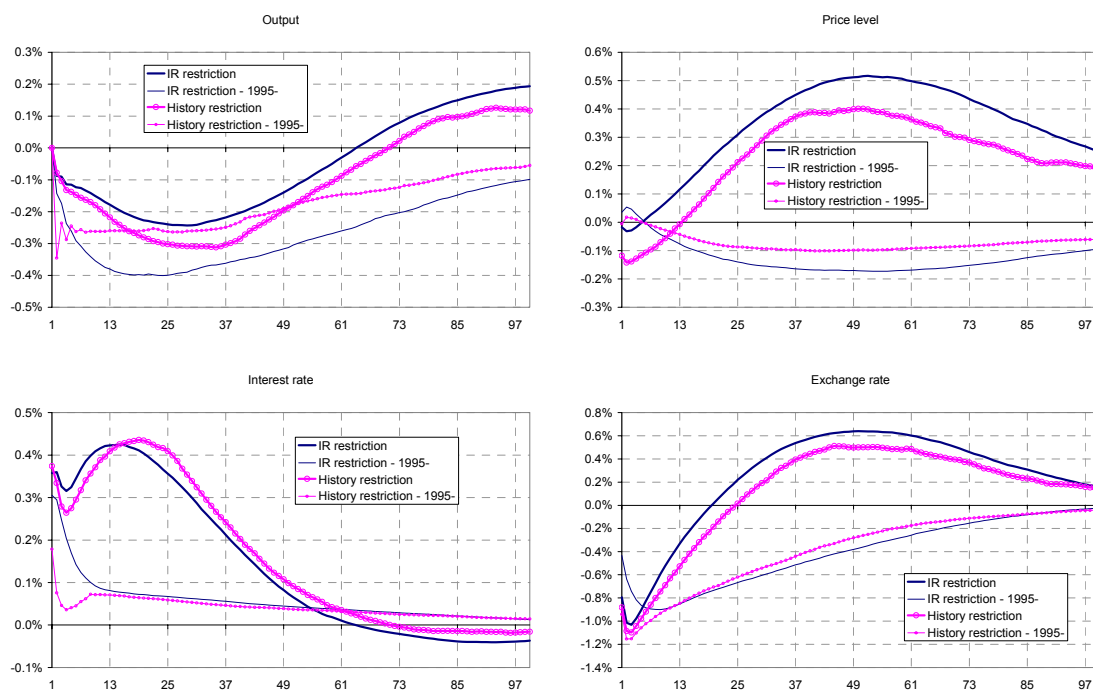 Output
0.3%
0.2%
0.1%
0.0%
-0.1%
-0.2%
-0.3%
-0.4%
-0.5%
1 13 25 37 49 61 73 85 97
IR restriction
IR restriction - 1995-
History restriction
History restriction - 1995-
Price level
0.6%
0.5%
0.4%
0.3%
0.2%
0.1%
0.0%
-0.1%
-0.2%
-0.3%
1 13 25 37 49 61 73 85 97
IR restriction
IR restriction - 1995-
History restriction
History restriction - 1995-
Interest rate
0.5%
0.4%
0.3%
0.2%
0.1%
0.0%
-0.1%
1 13 25 37 49 61 73 85 97
IR restriction
IR restriction - 1995-
History restriction
History restriction - 1995-
Exchange rate
0.8%
0.6%
0.4%
0.2%
0.0%
-0.2%
-0.4%
-0.6%
-0.8%
-1.0%
-1.2%
-1.4%
1 13 25 37 49 61 73 85 97
IR restriction
IR restriction - 1995-
History restriction
History restriction - 1995-